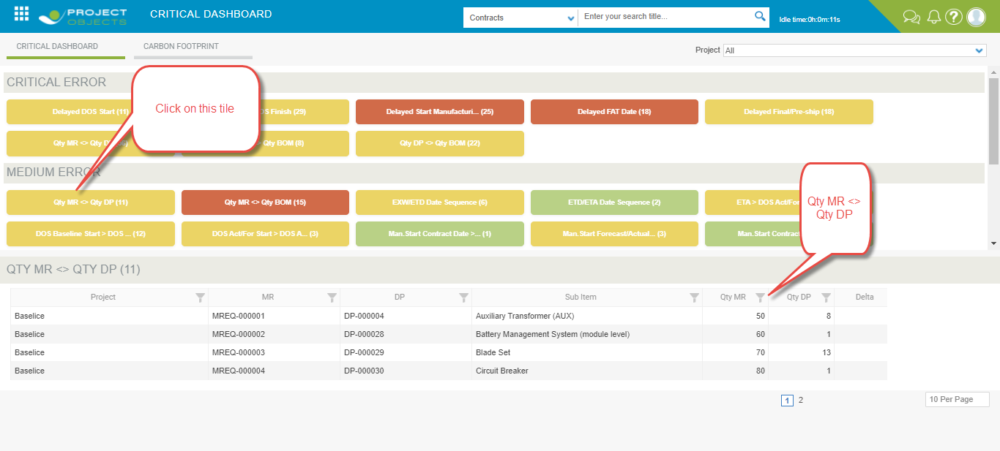 PROJECT
OBJECTS
CRITICAL DASHBOARD
Contracts
Enter your search title...
Idle time:0h:0m:11s
CRITICAL DASHBOARD
CARBON FOOTPRINT
Project
All
CRITICAL ERROR
Delayed DOS Start (11)
OS Finish (29)
Delayed Start Manufacturi... (25)
Delayed FAT Date (18)
Delayed Final/Pre-ship (18)
Click on this tile
Qty MR <> Qty
<> Qty BOM (8)
Qty DP <> Qty BOM (22)
MEDIUM ERROR
Qty MR <> Qty DP (11)
Qty MR <> Qty BOM (15)
EXW/ETD Date Sequence (6)
ETD/ETA Date Sequence (2)
ETA > DOS Act/For
Qty MR <>
Qty DP
DOS Baseline Start > DOS ... (12)
DOS Act/For Start > DOS A... (3)
Man.Start Contract Date >... (1)
Man.Start Forecast/Actual... (3)
Man.Start Contrac
QTY MR <> QTY DP (11)
Project MR DP Sub Item Qty MR Qty DP Delta
Baselice MREQ-000001 DP-000004 Auxiliary Transformer (AUX) 50 8
Baselice MREQ-000002 DP-000028 Battery Management System (module level) 60 1
Baselice MREQ-000003 DP-000029 Blade Set 70 13
Baselice MREQ-000004 DP-000030 Circuit Breaker 80 1
1 2
10 Per Page